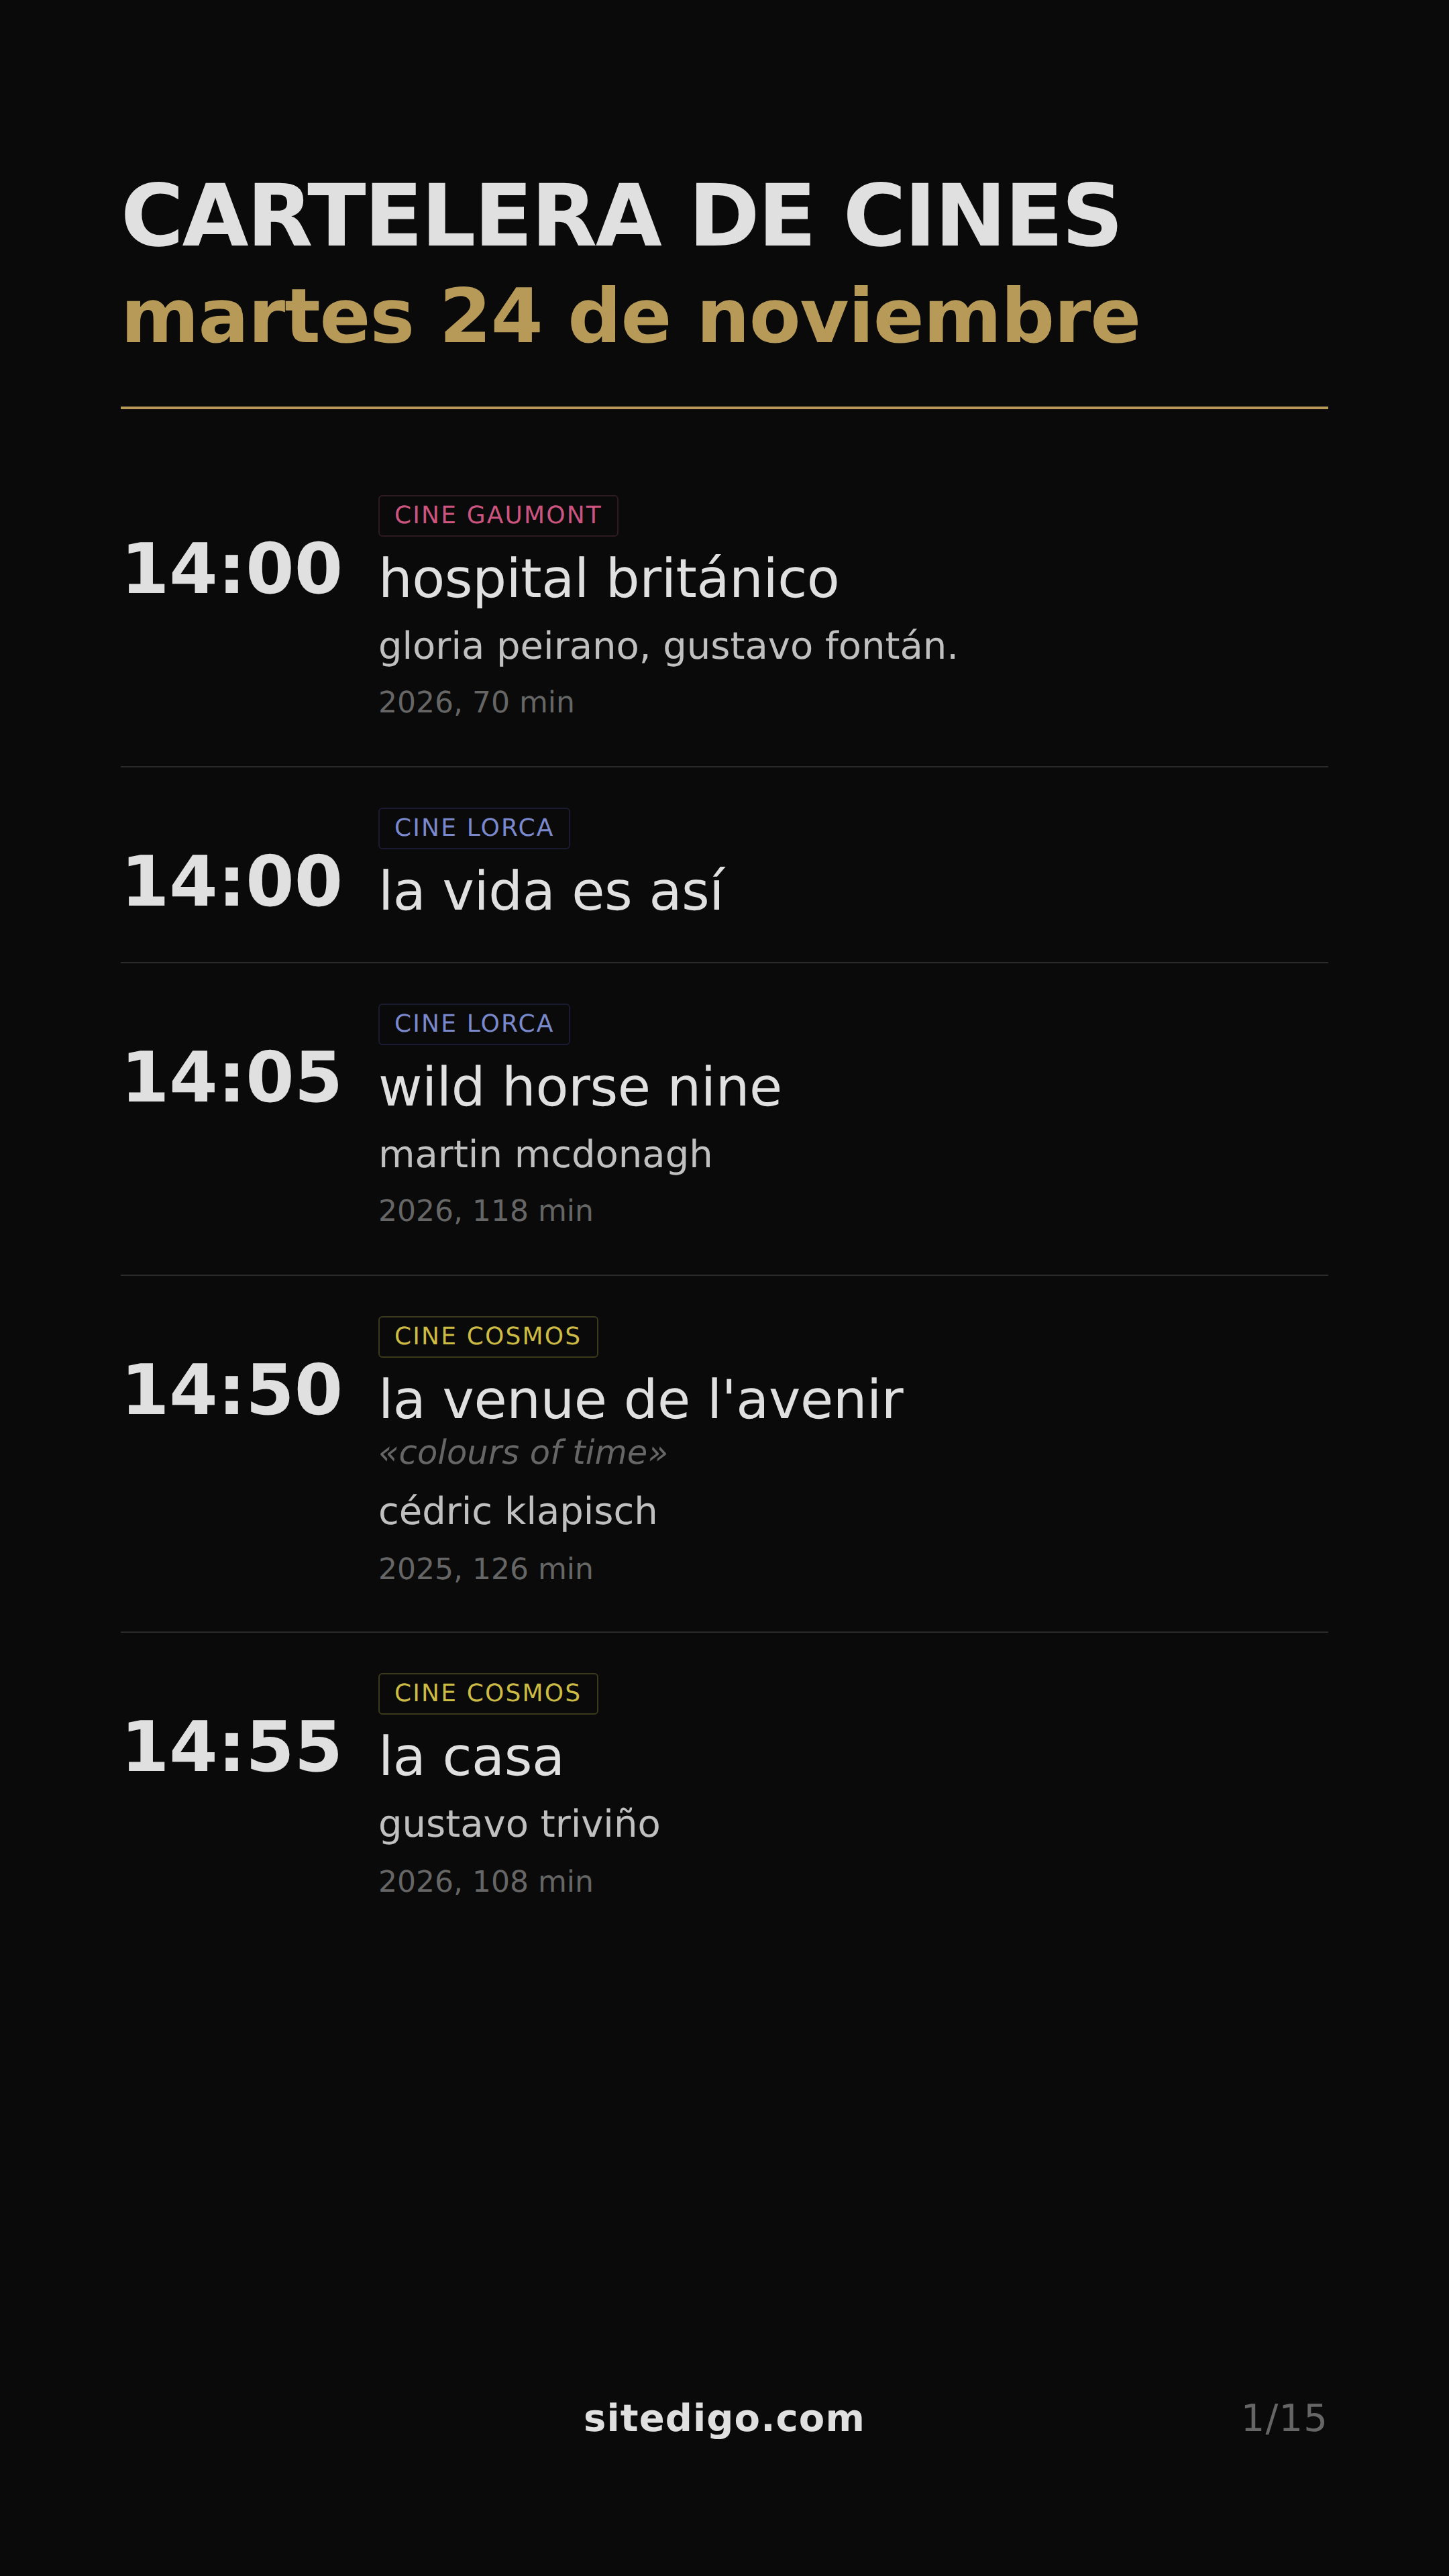 CARTELERA DE CINES
martes 24 de noviembre
CINE GAUMONT
14:00
hospital británico
gloria peirano, gustavo fontán.
2026, 70 min
CINE LORCA
14:00
la vida es así
CINE LORCA
14:05
wild horse nine
martin mcdonagh
2026, 118 min
CINE COSMOS
14:50
la venue de l'avenir
«colours of time»
cédric klapisch
2025, 126 min
CINE COSMOS
14:55
la casa
gustavo triviño
2026, 108 min
sitedigo.com
1/15